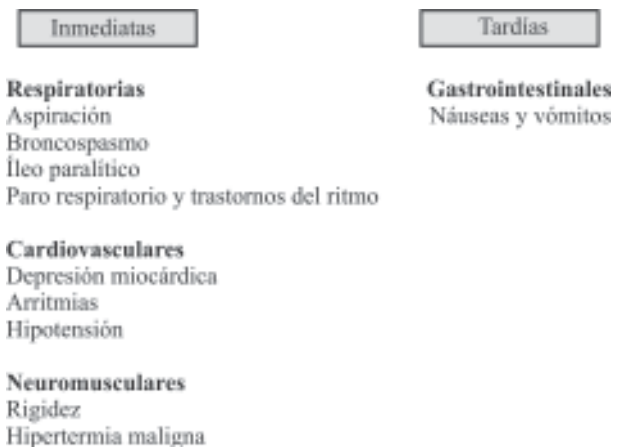 Inmediatas
Respiratorias
Aspiración
Broncospasmo
Íleo paralítico
Paro respiratorio y trastornos del ritmo
Cardiovasculares
Depresión miocárdica
Arritmias
Hipotensión
Neuromusculares
Rigidez
Hipertermia maligna
Tardías
Gastrointestinales
Náuseas y vómitos